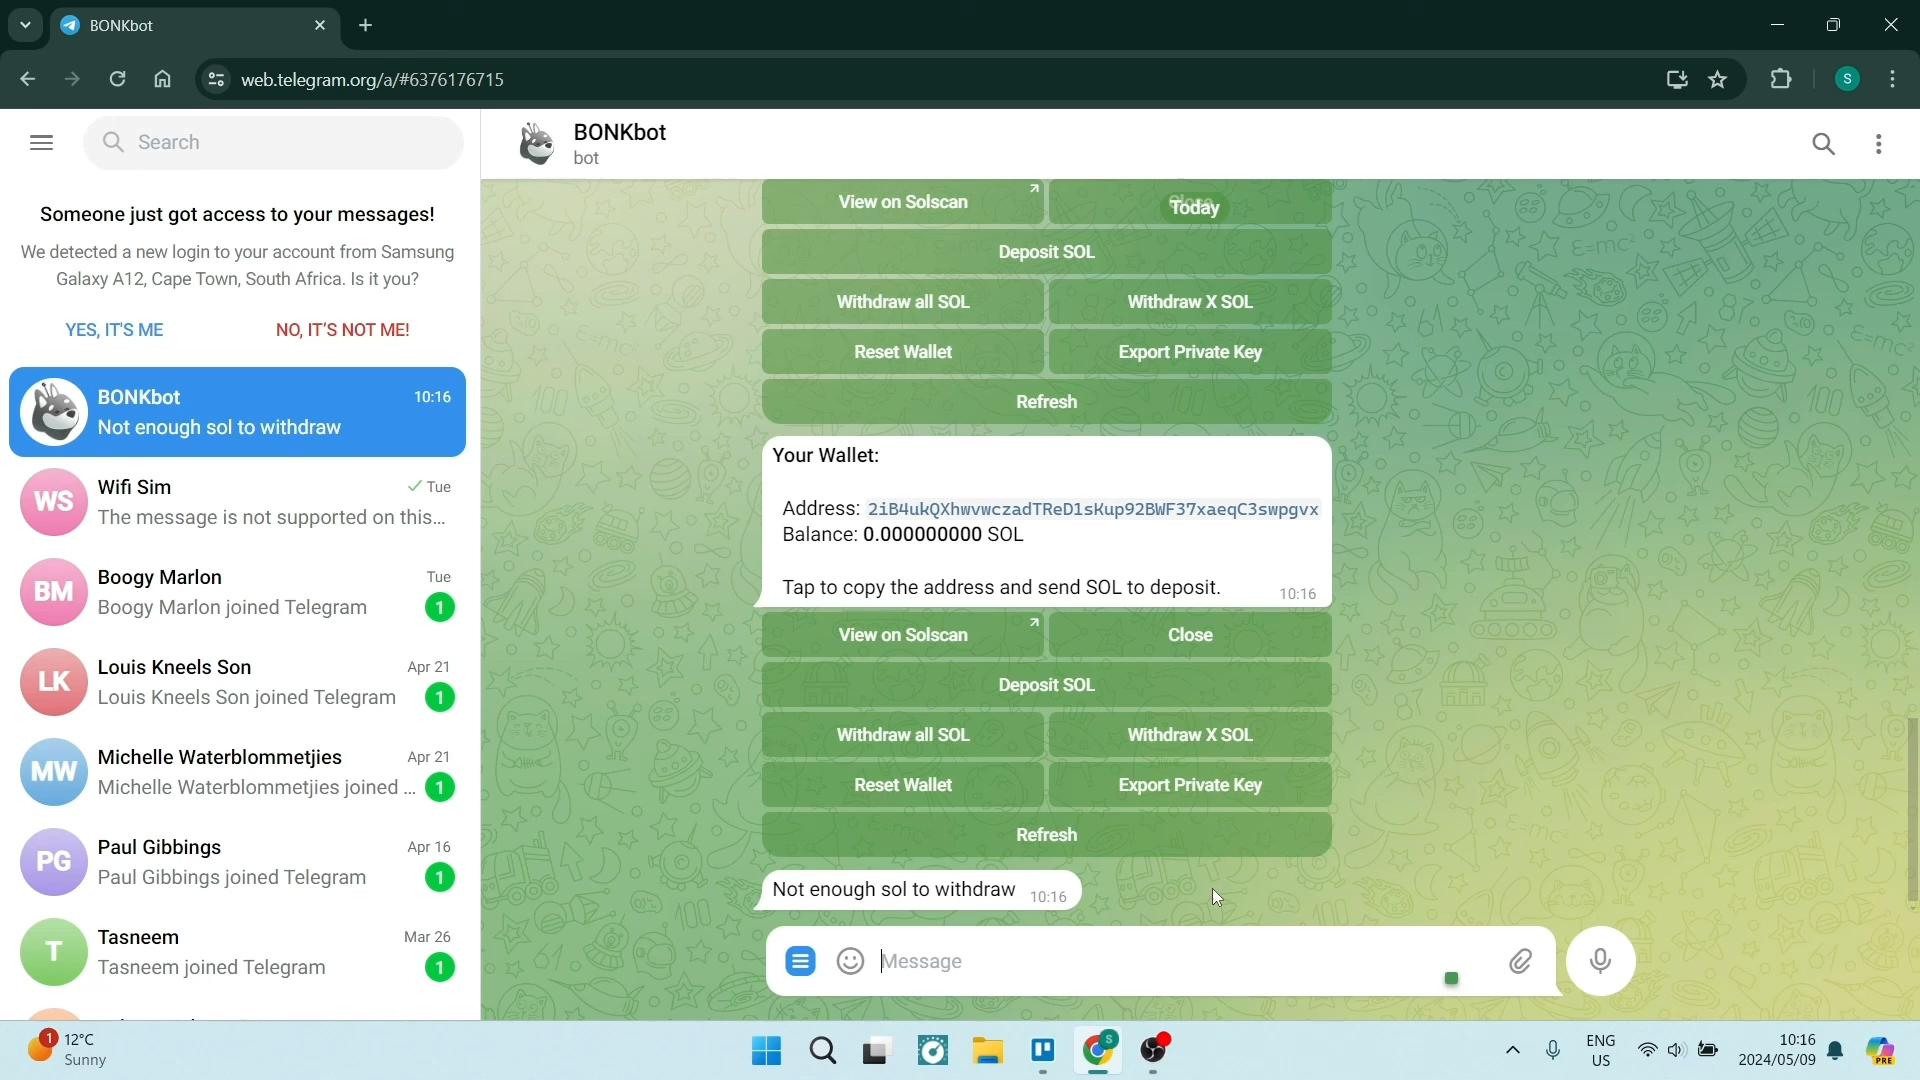 BONKbot
web.telegram.org/a/#6376176715
S
Search
Someone just got access to your messages!
We detected a new login to your account from Samsung
Galaxy A12, Cape Town, South Africa. Is it you?
YES, IT'S ME
NO, IT'S NOT ME!
BONKbot 10:16
Not enough sol to withdraw
WS
Wifi Sim Tue
The message is not supported on this...
BM
Boogy Marlon Tue
Boogy Marlon joined Telegram 1
LK
Louis Kneels Son Apr 21
Louis Kneels Son joined Telegram 1
MW
Michelle Waterblommetjies Apr 21
Michelle Waterblommetjies joined ... 1
PG
Paul Gibbings Apr 16
Paul Gibbings joined Telegram 1
T
Tasneem Mar 26
Tasneem joined Telegram 1
BONKbot
bot
View on Solscan Close
Today
Deposit SOL
Withdraw all SOL Withdraw X SOL
Reset Wallet Export Private Key
Refresh
Your Wallet:
Address: 2iB4ukQXhwvwczadTReD1sKup92BWF37xaeqC3swpgvx
Balance: 0.000000000 SOL
Tap to copy the address and send SOL to deposit. 10:16
View on Solscan Close
Deposit SOL
Withdraw all SOL Withdraw X SOL
Reset Wallet Export Private Key
Refresh
Not enough sol to withdraw 10:16
Message
1
12°C
Sunny
S
ENG
US
10:16
2024/05/09
PRE